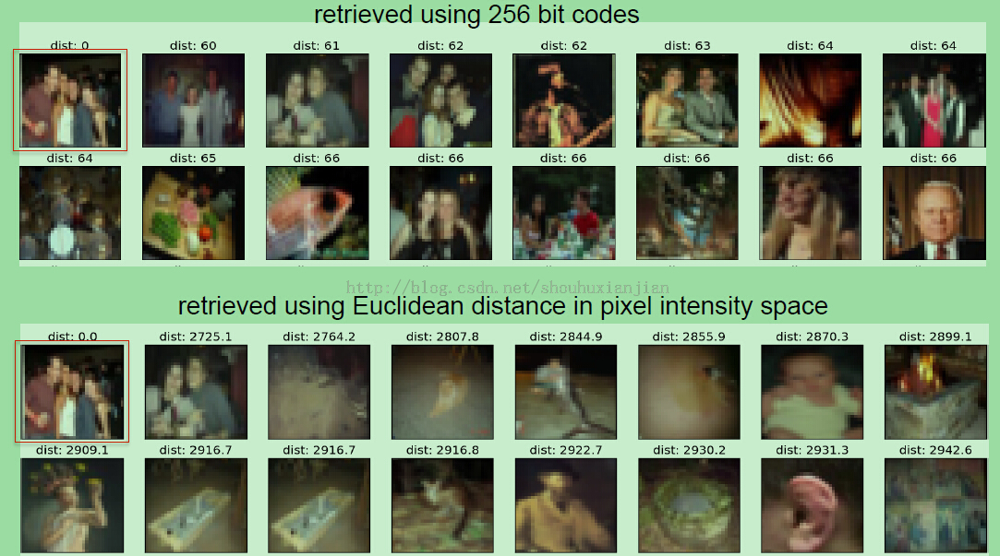 retrieved using 256 bit codes
dist: 0 dist: 60 dist: 61 dist: 62 dist: 62 dist: 63 dist: 64 dist: 64
dist: 64 dist: 65 dist: 66 dist: 66 dist: 66 dist: 66 dist: 66 dist: 66
http://blog.csdn.net/shouhuxianjian
retrieved using Euclidean distance in pixel intensity space
dist: 0.0 dist: 2725.1 dist: 2764.2 dist: 2807.8 dist: 2844.9 dist: 2855.9 dist: 2870.3 dist: 2899.1
dist: 2909.1 dist: 2916.7 dist: 2916.7 dist: 2916.8 dist: 2922.7 dist: 2930.2 dist: 2931.3 dist: 2942.6